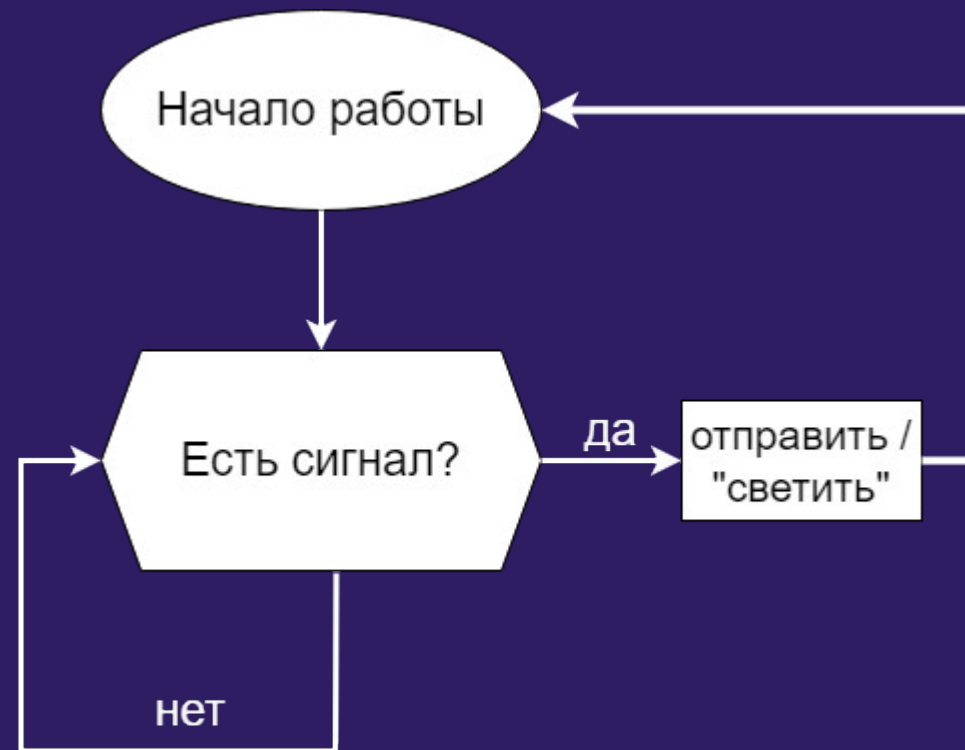 Начало работы
Есть сигнал?
да
отправить /
"светить"
нет